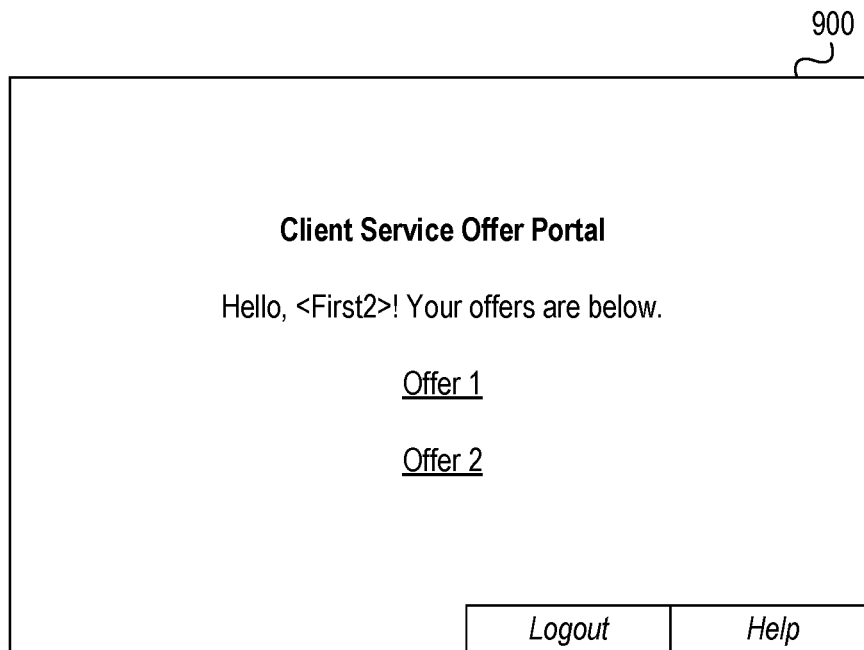 900
Client Service Offer Portal
Hello, <First2>! Your offers are below.
Offer 1
Offer 2
Logout Help